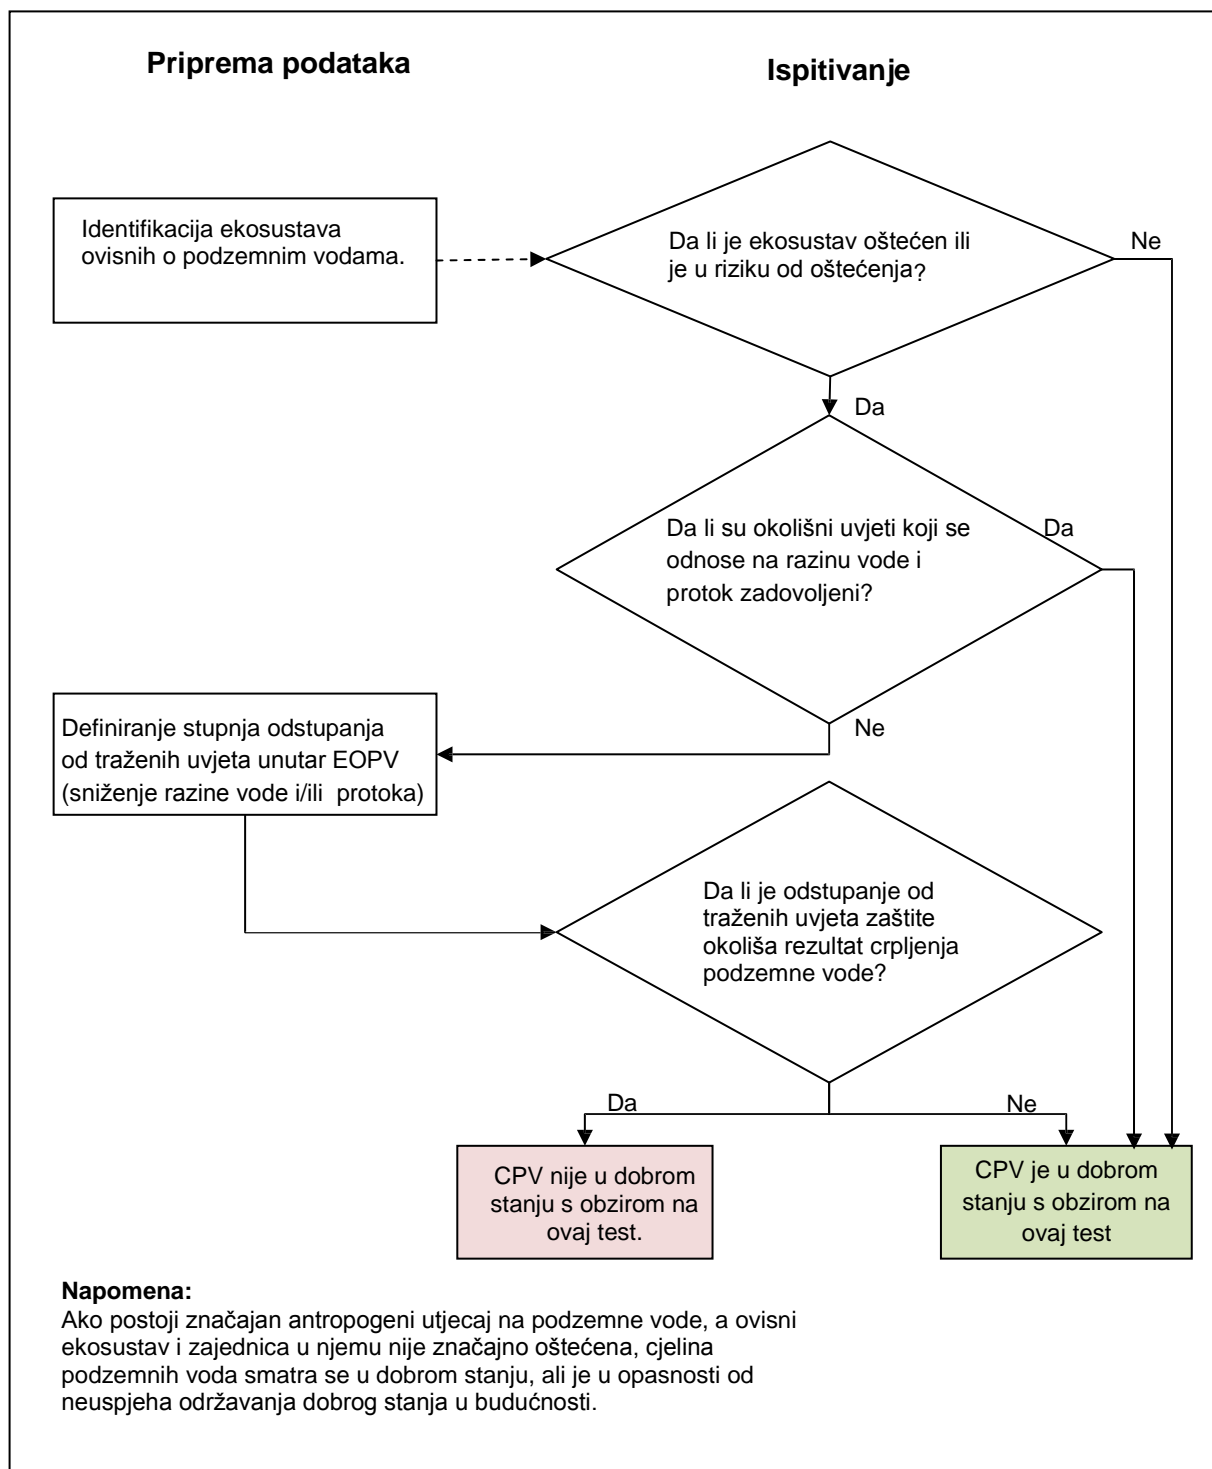 Priprema podataka
Ispitivanje
Identifikacija ekosustava
ovisnih o podzemnim vodama.
Da li je ekosustav oštećen ili
je u riziku od oštećenja?
Ne
Da
Da li su okolišni uvjeti koji se
odnose na razinu vode i
protok zadovoljeni?
Da
Ne
Definiranje stupnja odstupanja
od traženih uvjeta unutar EOPV
(sniženje razine vode i/ili protoka)
Da li je odstupanje od
traženih uvjeta zaštite
okoliša rezultat crpljenja
podzemne vode?
Da
Ne
CPV nije u dobrom
stanju s obzirom na
ovaj test.
CPV je u dobrom
stanju s obzirom na
ovaj test
Napomena:
Ako postoji značajan antropogeni utjecaj na podzemne vode, a ovisni
ekosustav i zajednica u njemu nije značajno oštećena, cjelina
podzemnih voda smatra se u dobrom stanju, ali je u opasnosti od
neuspjeha održavanja dobrog stanja u budućnosti.